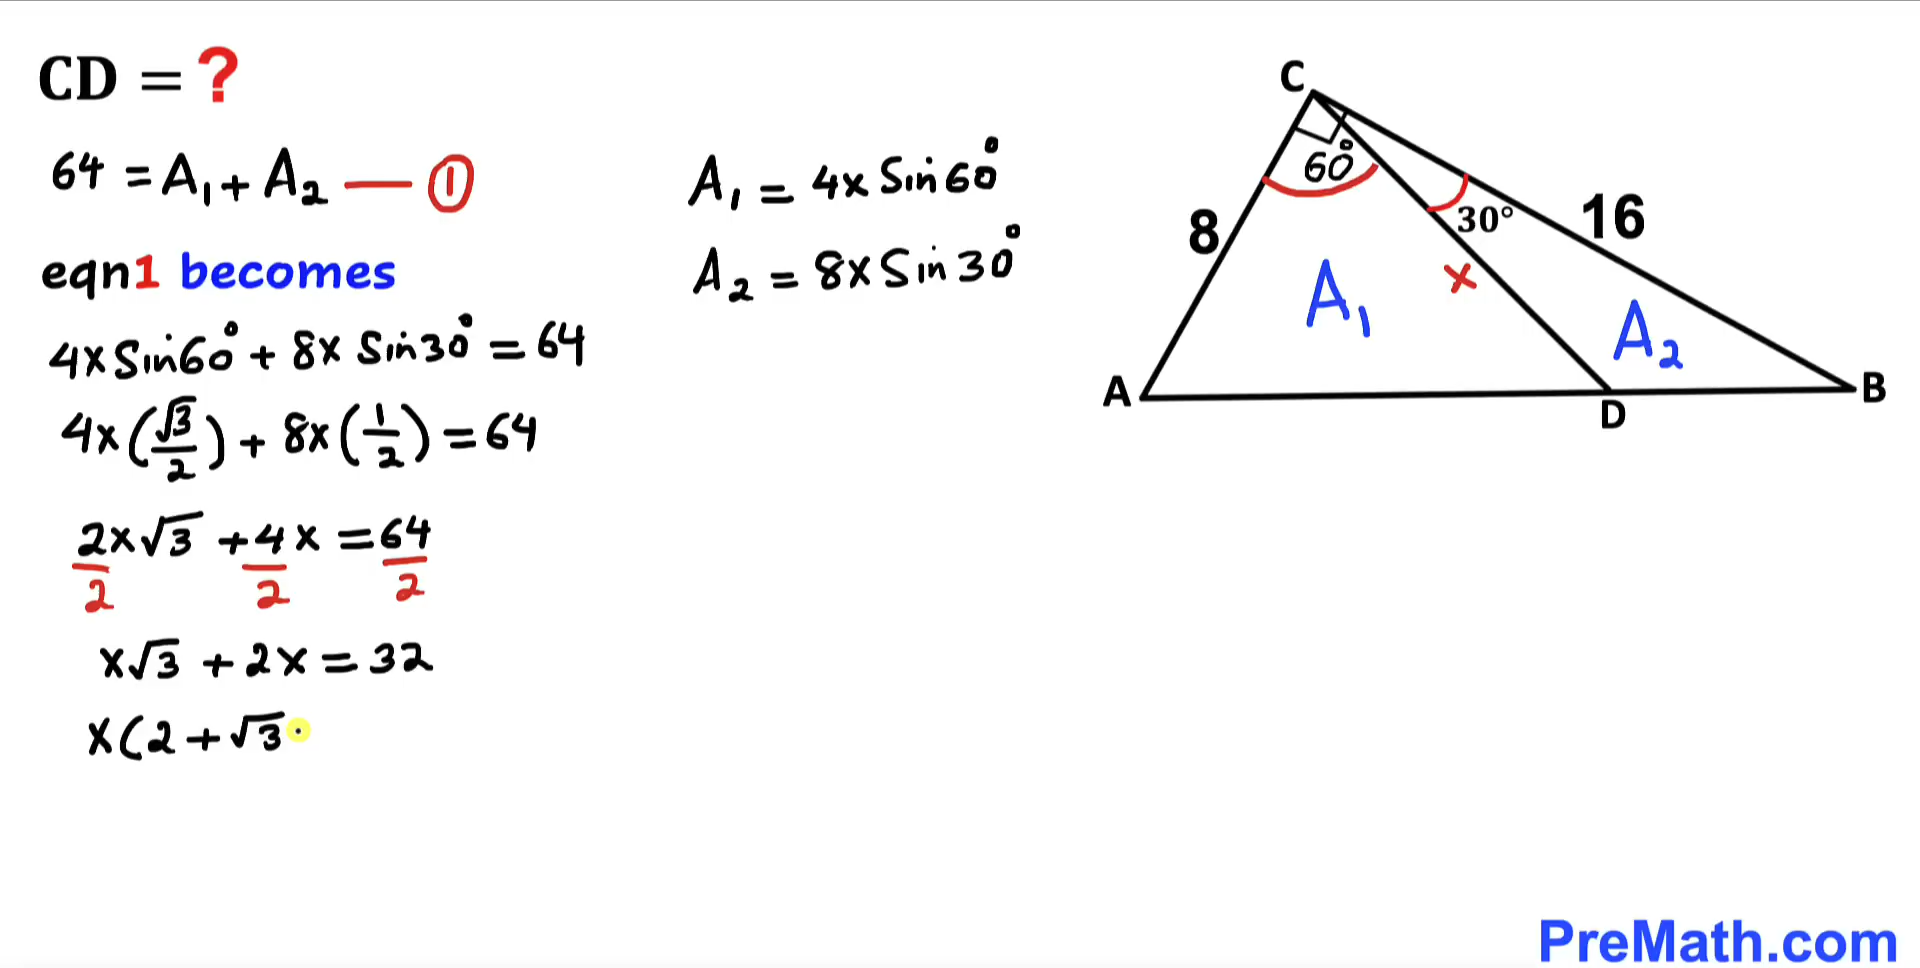 CD = ?
64 = A₁ + A₂ — ①
eqn1 becomes
4x Sin60° + 8x Sin30° = 64
4x(√3/2) + 8x(1/2) = 64
2x√3/2 + 4x/2 = 64/2
x√3 + 2x = 32
x(2 + √3
A₁ = 4x Sin60°
A₂ = 8x Sin30°
C
60°
8
30°
16
x
A₁
A₂
A
D
B
PreMath.com